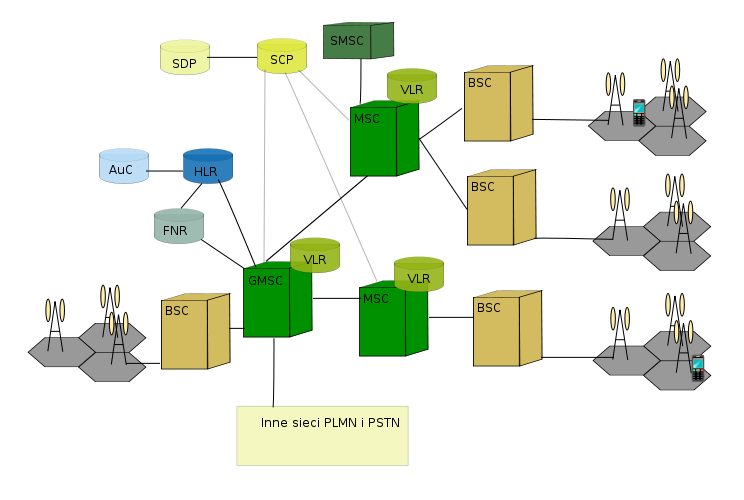 SMSC
SDP
SCP
VLR
BSC
MSC
AuC
HLR
BSC
FNR
VLR
VLR
GMSC
MSC
BSC
BSC
Inne sieci PLMN i PSTN